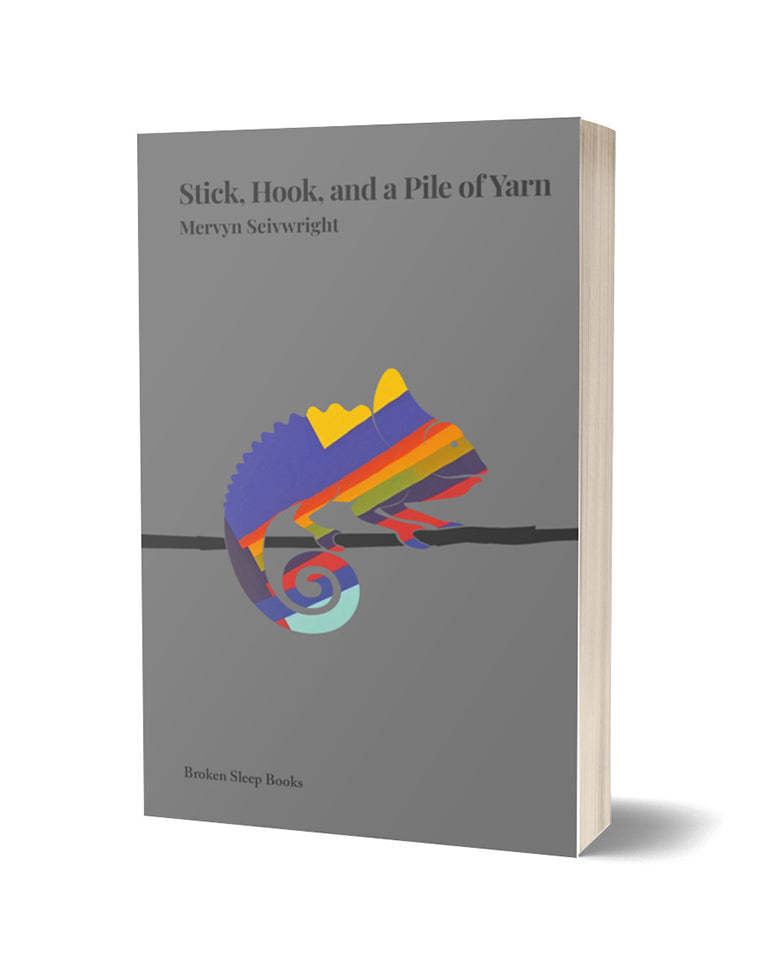 Stick, Hook, and a Pile of Yarn
Mervyn Seivwright
Broken Sleep Books